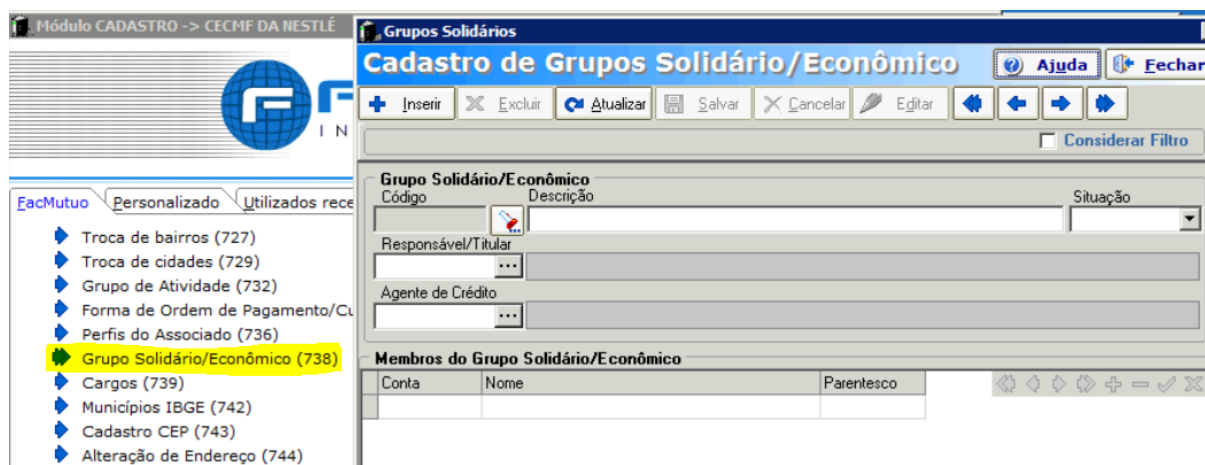 Módulo CADASTRO -> CECMF DA NESTLÉ
F
I N
FacMutuo Personalizado Utilizados rece
Troca de bairros (727)
Troca de cidades (729)
Grupo de Atividade (732)
Forma de Ordem de Pagamento/Cu
Perfis do Associado (736)
Grupo Solidário/Econômico (738)
Cargos (739)
Municípios IBGE (742)
Cadastro CEP (743)
Alteração de Endereço (744)
Grupos Solidários
Cadastro de Grupos Solidário/Econômico
Ajuda Fechar
Inserir Excluir Atualizar Salvar Cancelar Editar
Considerar Filtro
Grupo Solidário/Econômico
Código Descrição Situação
Responsável/Titular
Agente de Crédito
Membros do Grupo Solidário/Econômico
Conta Nome Parentesco